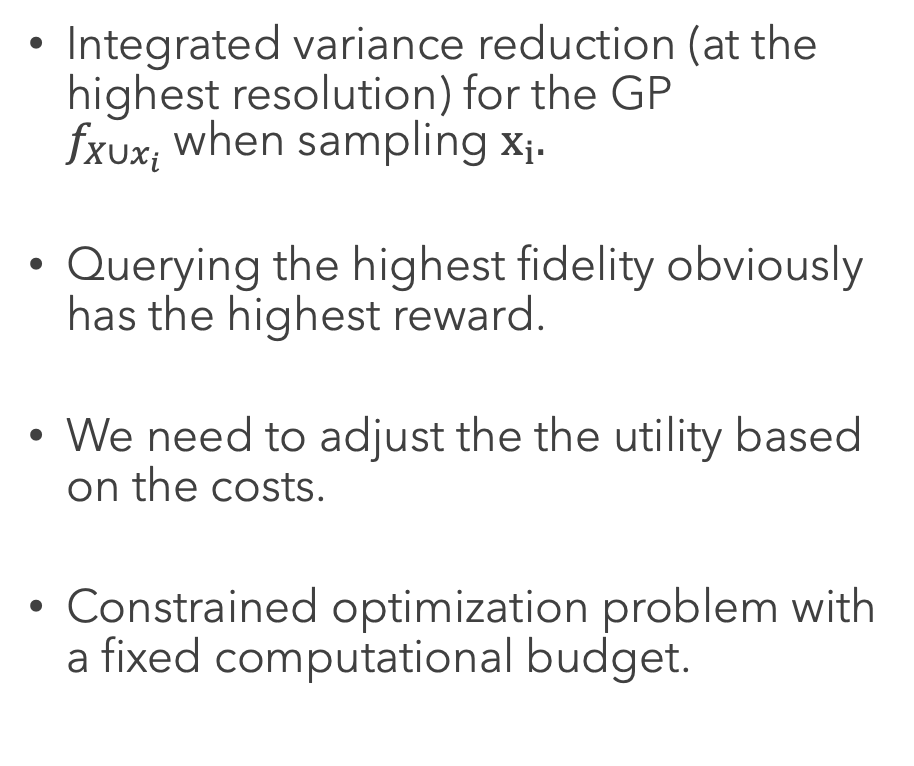 • Integrated variance reduction (at the
highest resolution) for the GP
f_{X∪x_i} when sampling x_i.
• Querying the highest fidelity obviously
has the highest reward.
• We need to adjust the the utility based
on the costs.
• Constrained optimization problem with
a fixed computational budget.